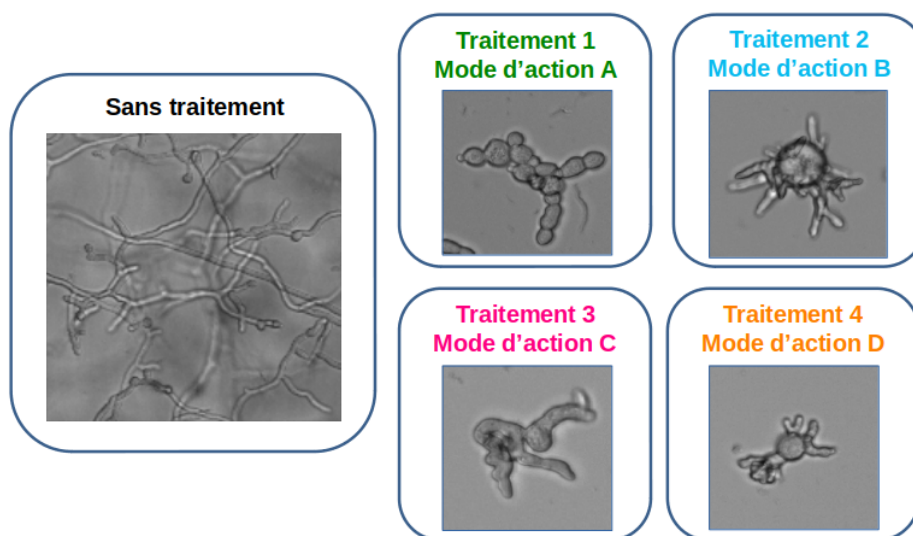 Sans traitement
Traitement 1
Mode d’action A
Traitement 2
Mode d’action B
Traitement 3
Mode d’action C
Traitement 4
Mode d’action D